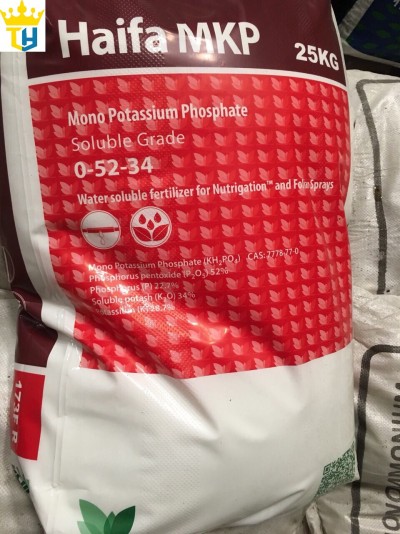 TY
Haifa MKP
25KG
Mono Potassium Phosphate
Soluble Grade
0-52-34
Water soluble fertilizer for Nutrigation™ and Foliar Sprays
Mono Potassium Phosphate (KH₂PO₄) CAS: 7778-77-0
Phosphorus pentoxide (P₂O₅) 52%
Phosphorus (P) 22.7%
Soluble potash (K₂O) 34%
Potassium (K) 28.7%